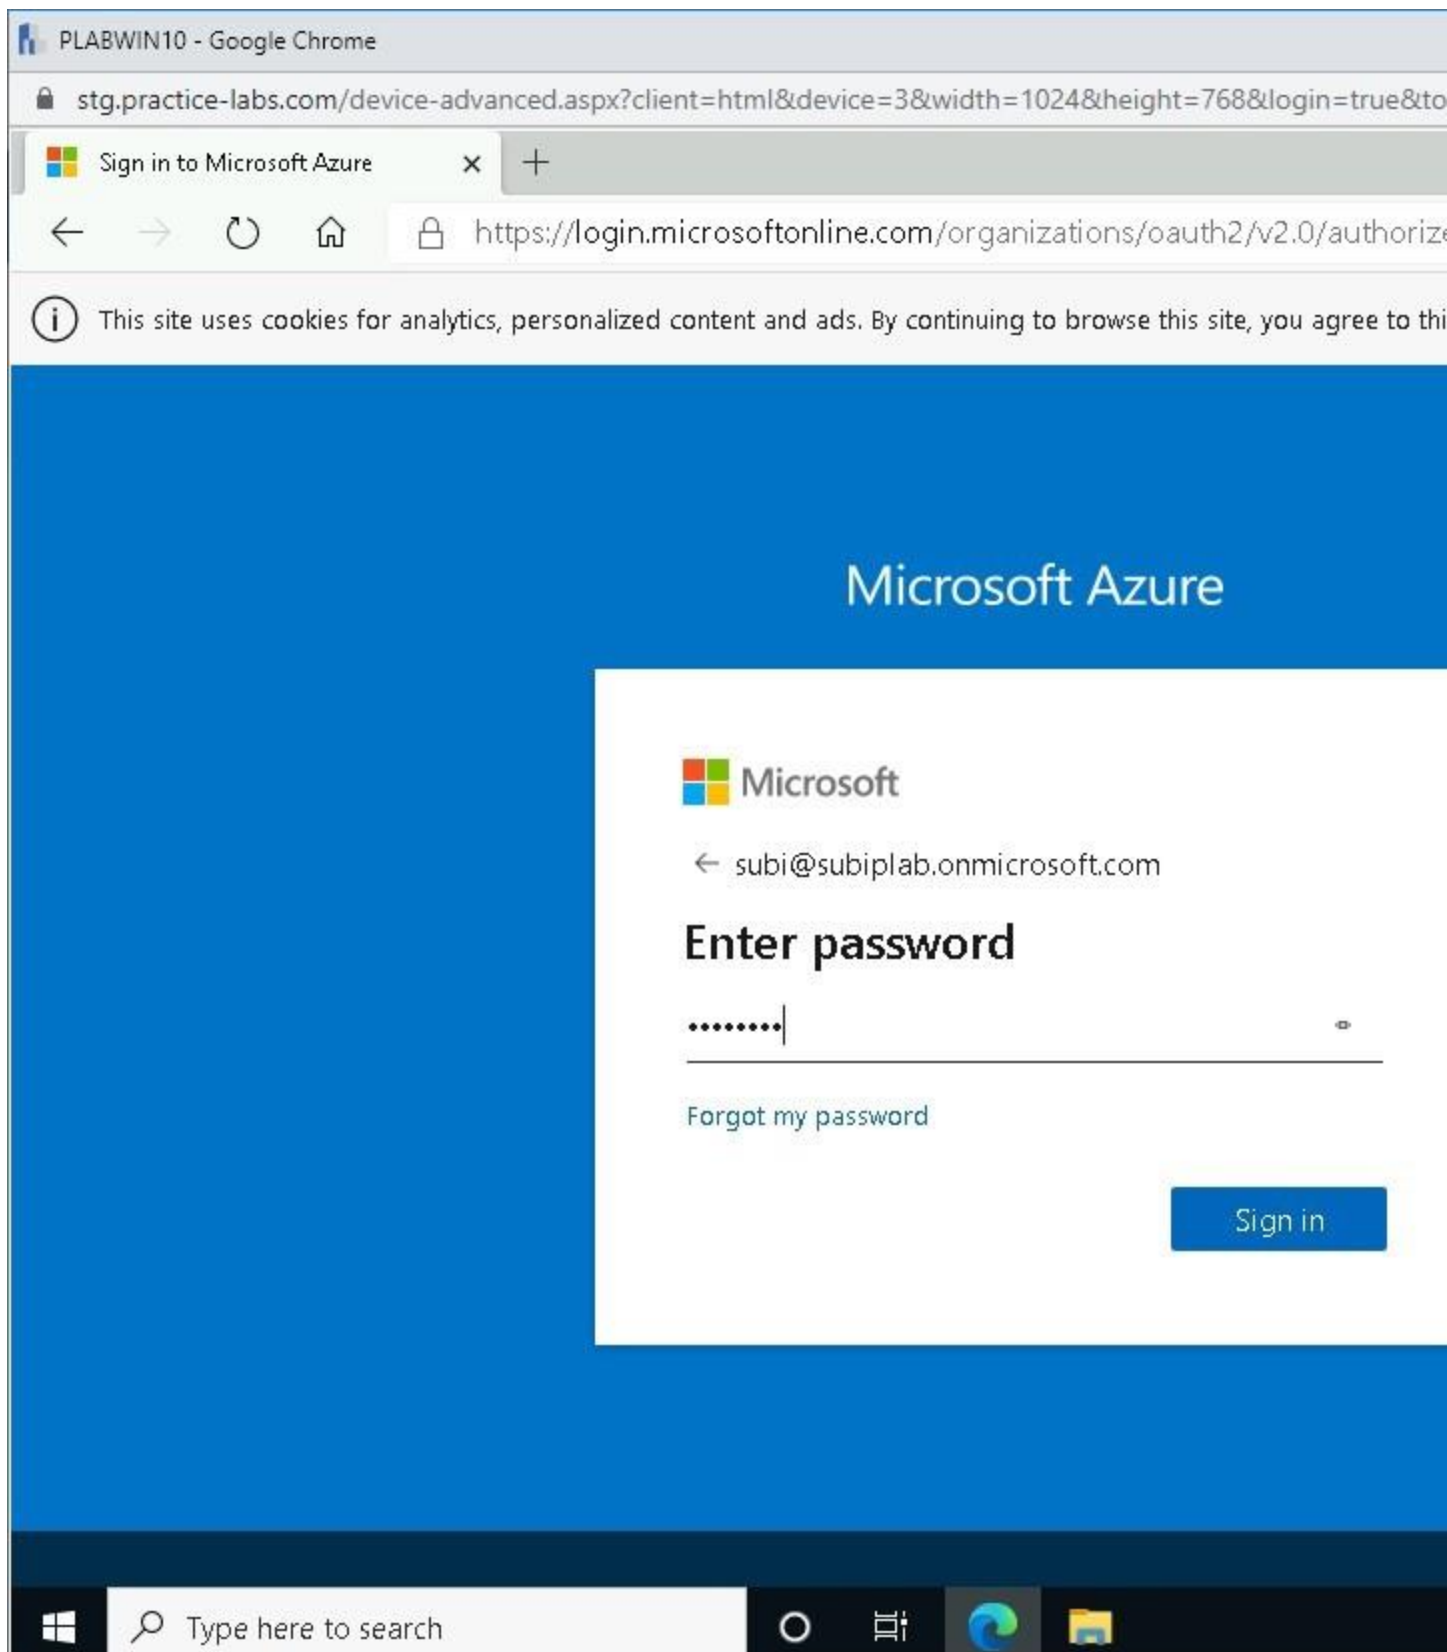 PLABWIN10 - Google Chrome
stg.practice-labs.com/device-advanced.aspx?client=html&device=3&width=1024&height=768&login=true&to
Sign in to Microsoft Azure
https://login.microsoftonline.com/organizations/oauth2/v2.0/authorize
This site uses cookies for analytics, personalized content and ads. By continuing to browse this site, you agree to thi
Microsoft Azure
Microsoft
subi@subiplab.onmicrosoft.com
Enter password
••••••••
Forgot my password
Sign in
Type here to search